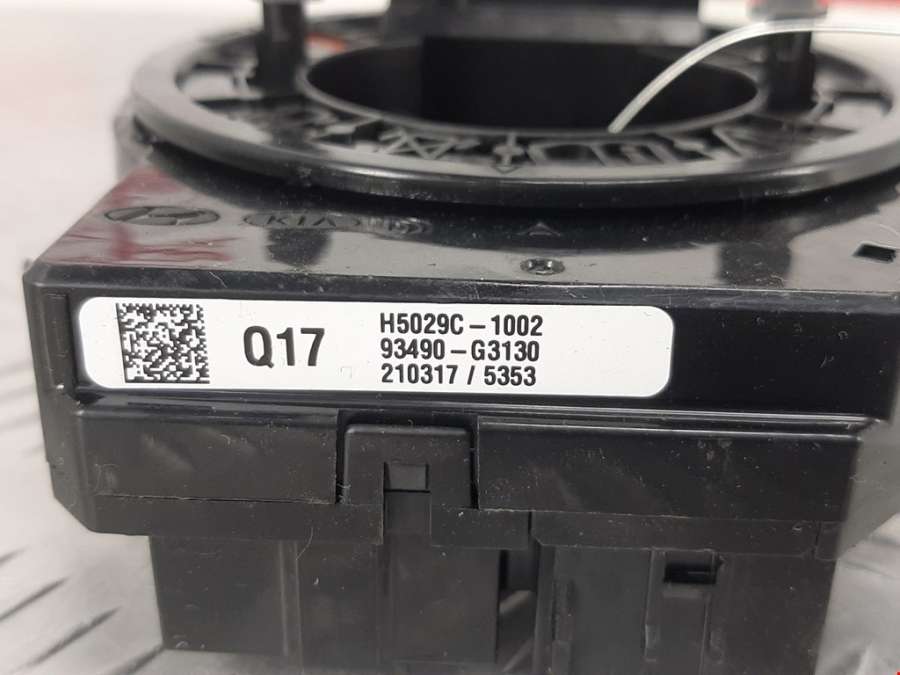 KIA
Q17
H5029C-1002
93490-G3130
210317 / 5353